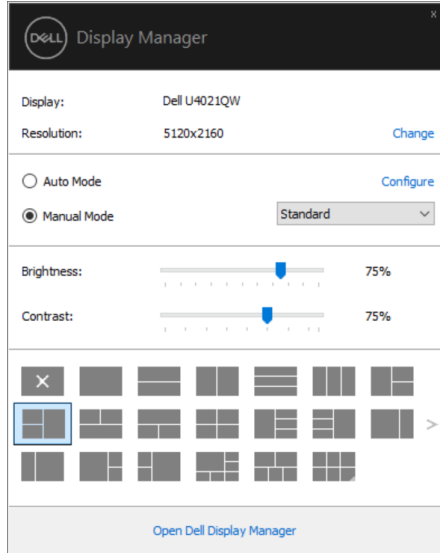 x
DELL Display Manager
Display: Dell U4021QW
Resolution: 5120x2160 Change
Auto Mode Configure
Manual Mode Standard
Brightness: 75%
Contrast: 75%
Open Dell Display Manager